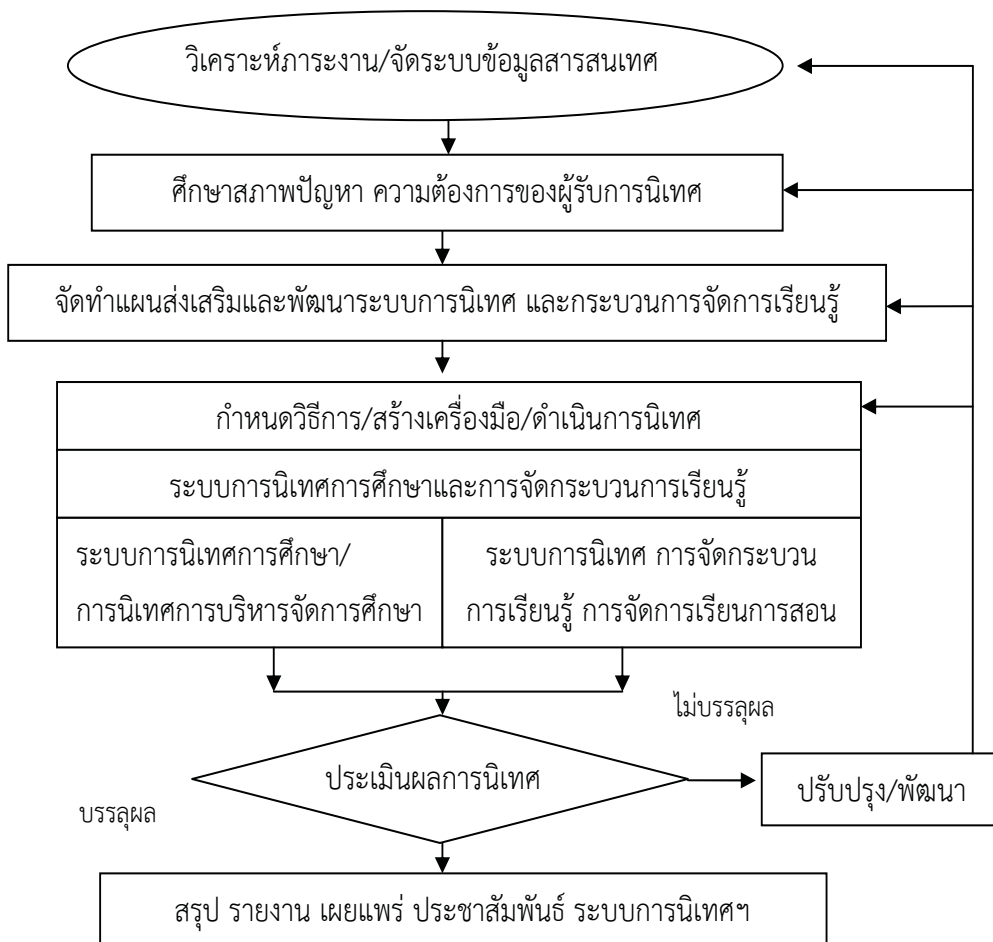 วิเคราะห์ภาระงาน/จัดระบบข้อมูลสารสนเทศ
ศึกษาสภาพปัญหา ความต้องการของผู้รับการนิเทศ
จัดทำแผนส่งเสริมและพัฒนาระบบการนิเทศ และกระบวนการจัดการเรียนรู้
กำหนดวิธีการ/สร้างเครื่องมือ/ดำเนินการนิเทศ
ระบบการนิเทศการศึกษาและการจัดกระบวนการเรียนรู้
ระบบการนิเทศการศึกษา/
การนิเทศการบริหารจัดการศึกษา
ระบบการนิเทศ การจัดกระบวน
การเรียนรู้ การจัดการเรียนการสอน
ไม่บรรลุผล
ประเมินผลการนิเทศ
ปรับปรุง/พัฒนา
บรรลุผล
สรุป รายงาน เผยแพร่ ประชาสัมพันธ์ ระบบการนิเทศฯ